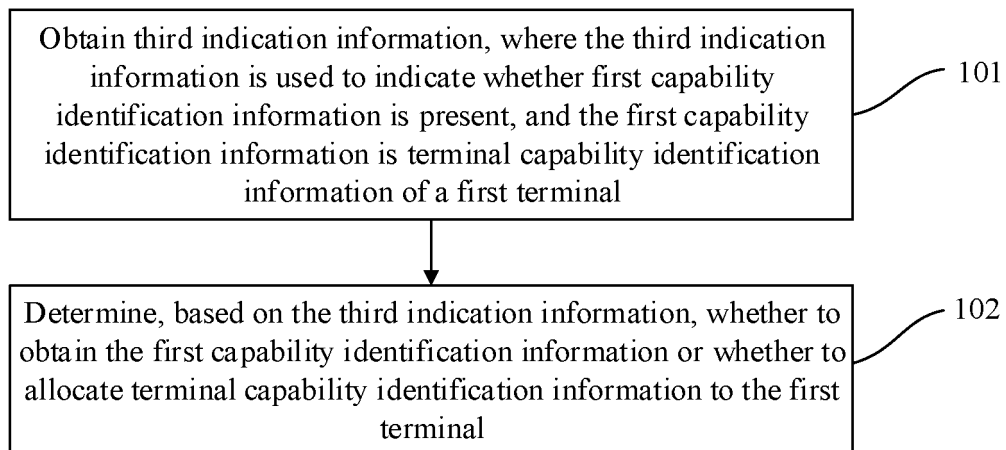 Obtain third indication information, where the third indication
information is used to indicate whether first capability
identification information is present, and the first capability
identification information is terminal capability identification
information of a first terminal
101
Determine, based on the third indication information, whether to
obtain the first capability identification information or whether to
allocate terminal capability identification information to the first
terminal
102